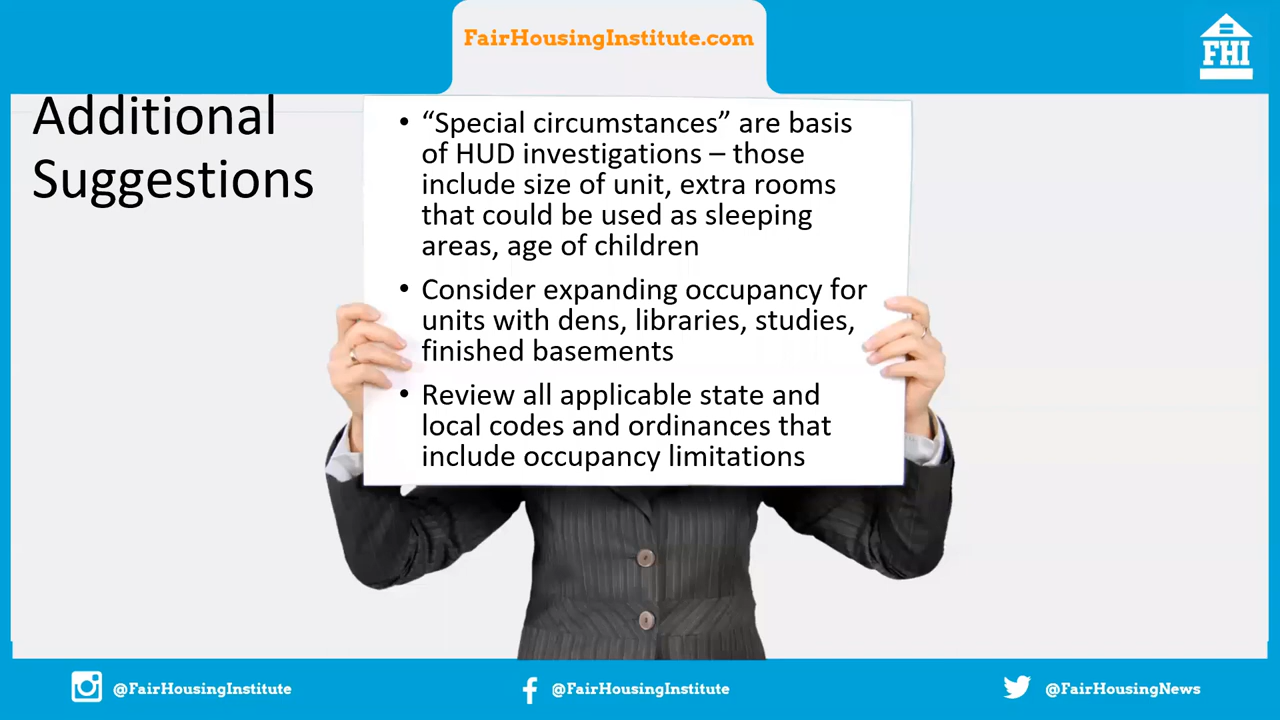 FairHousingInstitute.com
FHI
Additional
Suggestions
• “Special circumstances” are basis
of HUD investigations – those
include size of unit, extra rooms
that could be used as sleeping
areas, age of children
• Consider expanding occupancy for
units with dens, libraries, studies,
finished basements
• Review all applicable state and
local codes and ordinances that
include occupancy limitations
@FairHousingInstitute
@FairHousingInstitute
@FairHousingNews